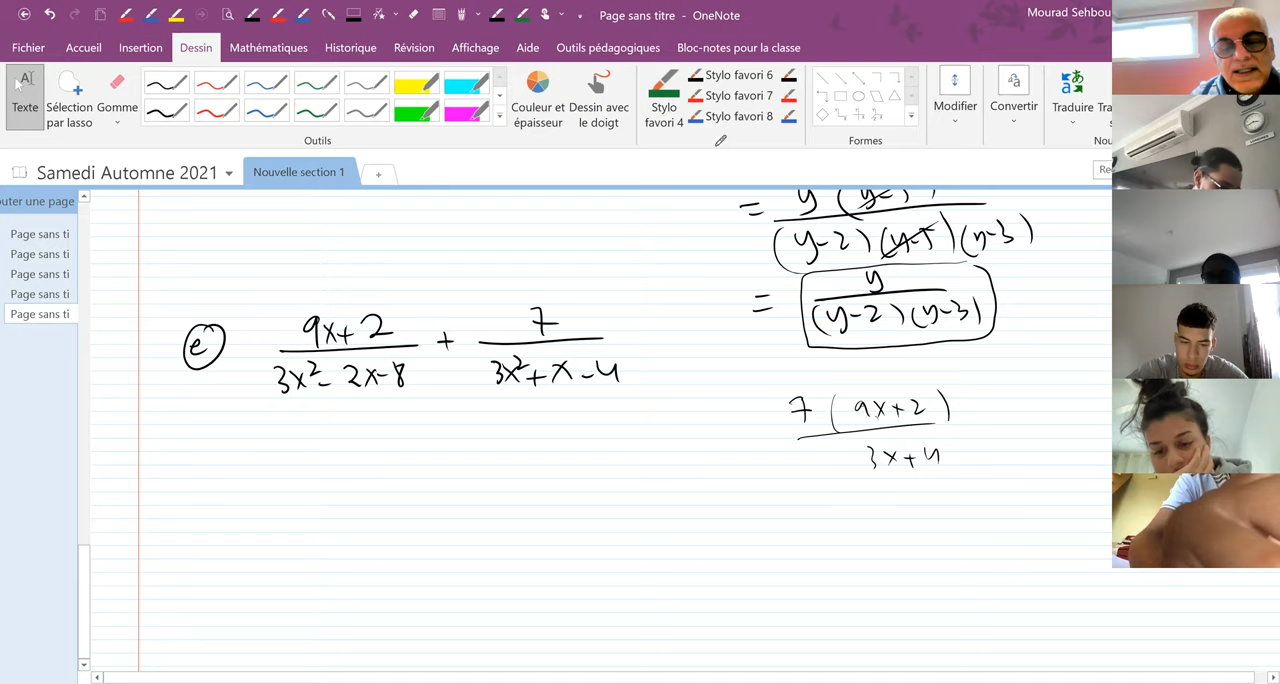 Page sans titre - OneNote
Mourad Sehbou
Fichier Accueil Insertion Dessin Mathématiques Historique Révision Affichage Aide Outils pédagogiques Bloc-notes pour la classe
Texte
Sélection par lasso
Gomme
Couleur et épaisseur
Dessin avec le doigt
Stylo favori 4
Stylo favori 6
Stylo favori 7
Stylo favori 8
Modifier
Convertir
Traduire
Outils
Formes
Samedi Automne 2021
Nouvelle section 1
outer une page
Page sans ti
Page sans ti
Page sans ti
Page sans ti
Page sans ti
(y-2)(y-5)(y-3)
= y/((y-2)(y-3))
e (9x+2)/(3x²-2x-8) + 7/(3x²+x-4)
7(9x+2)
3x+4